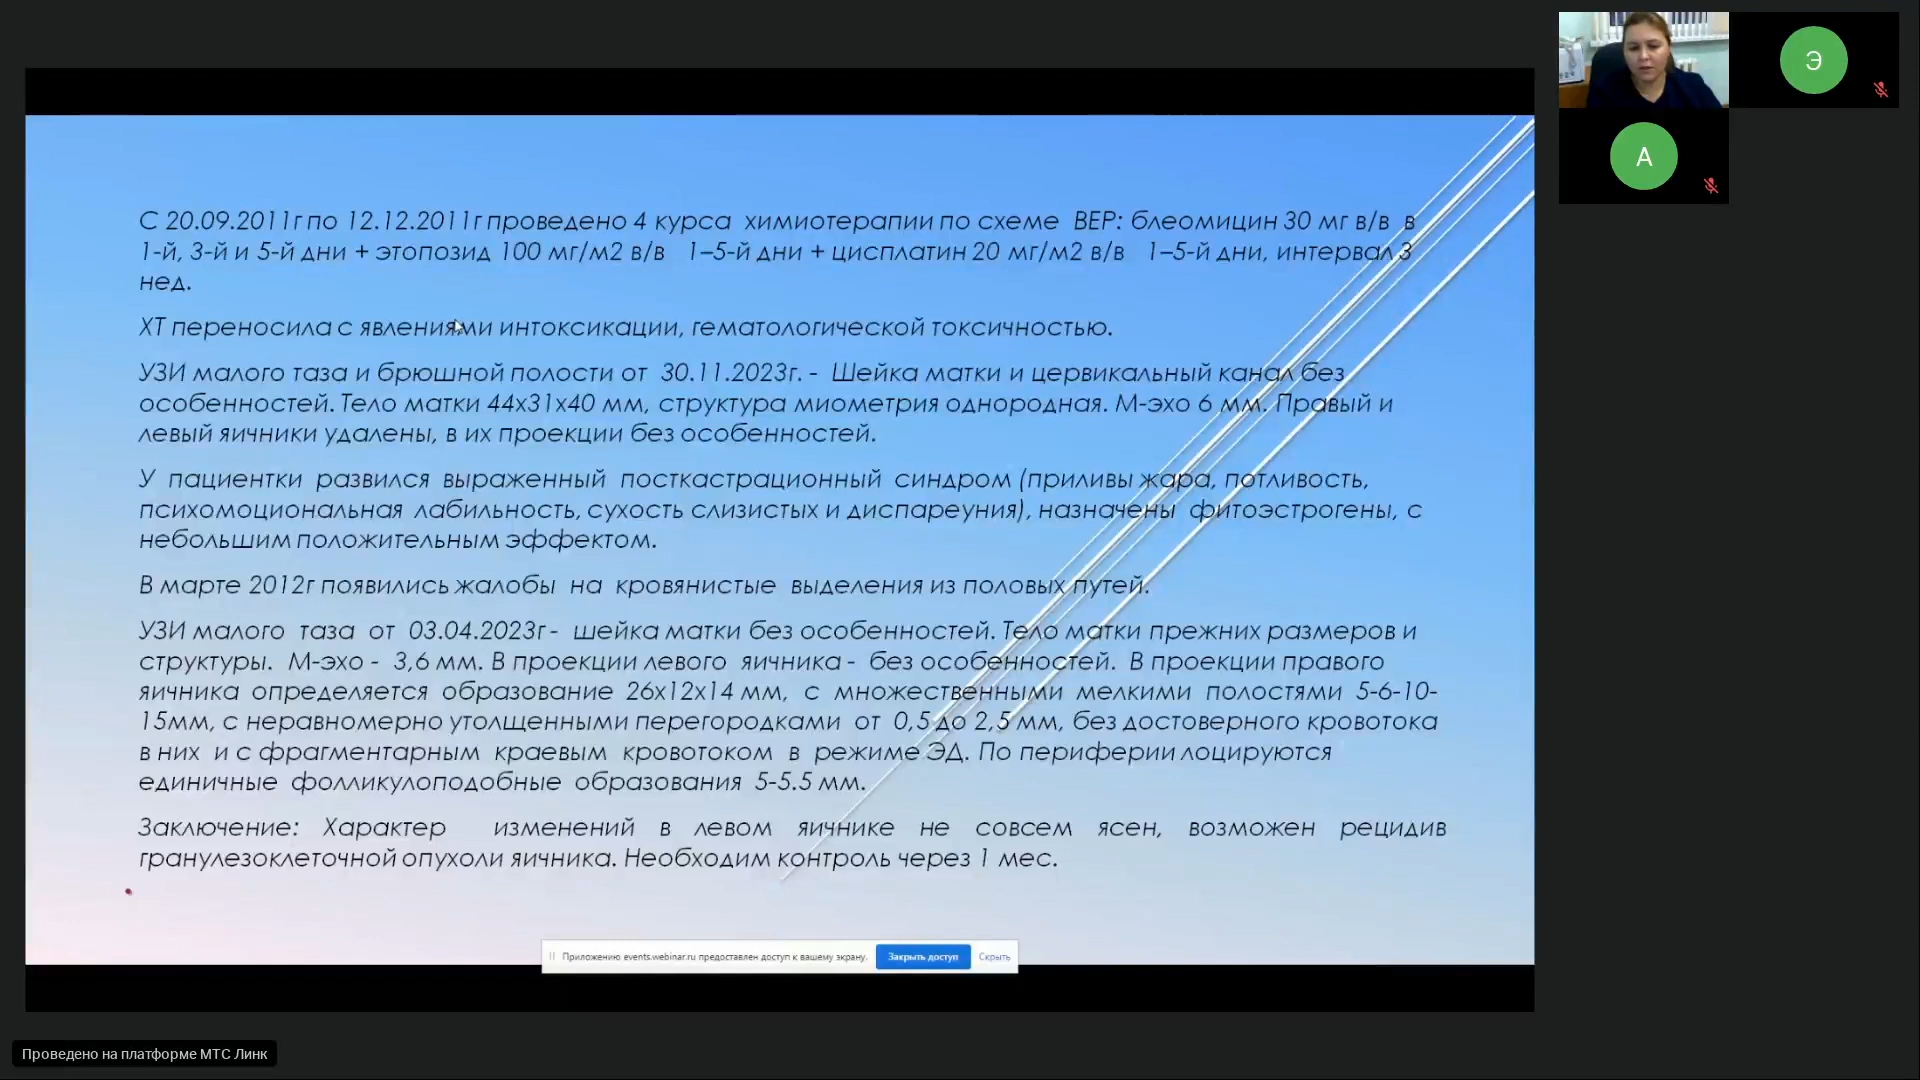 С 20.09.2011г по 12.12.2011г проведено 4 курса химиотерапии по схеме ВЕР: блеомицин 30 мг в/в в
1-й, 3-й и 5-й дни + этопозид 100 мг/м2 в/в 1–5-й дни + цисплатин 20 мг/м2 в/в 1–5-й дни, интервал 3
нед.
ХТ переносила с явлениями интоксикации, гематологической токсичностью.
УЗИ малого таза и брюшной полости от 30.11.2023г. - Шейка матки и цервикальный канал без
особенностей. Тело матки 44х31х40 мм, структура миометрия однородная. М-эхо 6 мм. Правый и
левый яичники удалены, в их проекции без особенностей.
У пациентки развился выраженный посткастрационный синдром (приливы жара, потливость,
психомоциональная лабильность, сухость слизистых и диспареуния), назначены фитоэстрогены, с
небольшим положительным эффектом.
В марте 2012г появились жалобы на кровянистые выделения из половых путей.
УЗИ малого таза от 03.04.2023г - шейка матки без особенностей. Тело матки прежних размеров и
структуры. М-эхо - 3,6 мм. В проекции левого яичника - без особенностей. В проекции правого
яичника определяется образование 26х12х14 мм, с множественными мелкими полостями 5-6-10-
15мм, с неравномерно утолщенными перегородками от 0,5 до 2,5 мм, без достоверного кровотока
в них и с фрагментарным краевым кровотоком в режиме ЭД. По периферии лоцируются
единичные фолликулоподобные образования 5-5.5 мм.
Заключение: Характер изменений в левом яичнике не совсем ясен, возможен рецидив
гранулезоклеточной опухоли яичника. Необходим контроль через 1 мес.
Приложению events.webinar.ru предоставлен доступ к вашему экрану.
Закрыть доступ
Скрыть
Э
А
Проведено на платформе МТС Линк